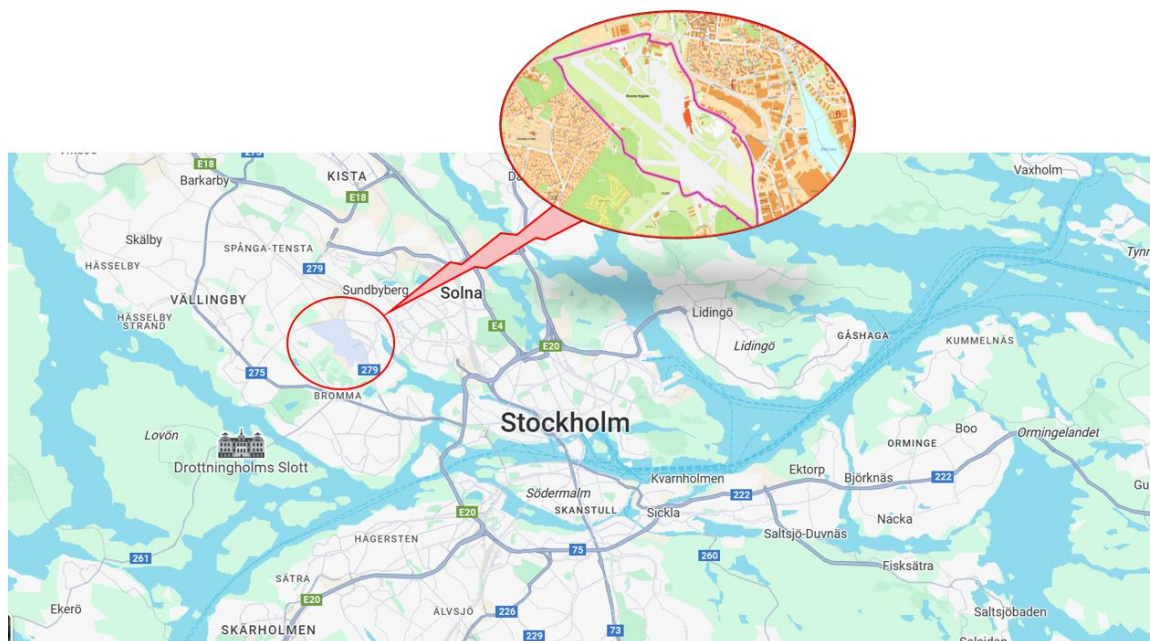 E18
Barkarby
275
KISTA
E18
Vaxholm
Skälby
SPÅNGA-TENSTA
HÄSSELBY
279
Sundbyberg
Solna
VÄLLINGBY
Lidingö
HÄSSELBY
STRAND
E4
E20
Lidingö
GÅSHAGA
KUMMELNÄS
275
279
BROMMA
Stockholm
Lovön
Drottningholms Slott
Boo
ORMINGE
Ormingelandet
Ektorp
Björknäs
222
Kvarnholmen
222
Södermalm
SKANSTULL
Sickla
Nacka
E20
Saltsjö-Duvnäs
HÄGERSTEN
75
260
261
Fisksätra
SÄTRA
E20
Ekerö
ÄLVSJÖ
226
Saltsjöbaden
SKÄRHOLMEN
229
73